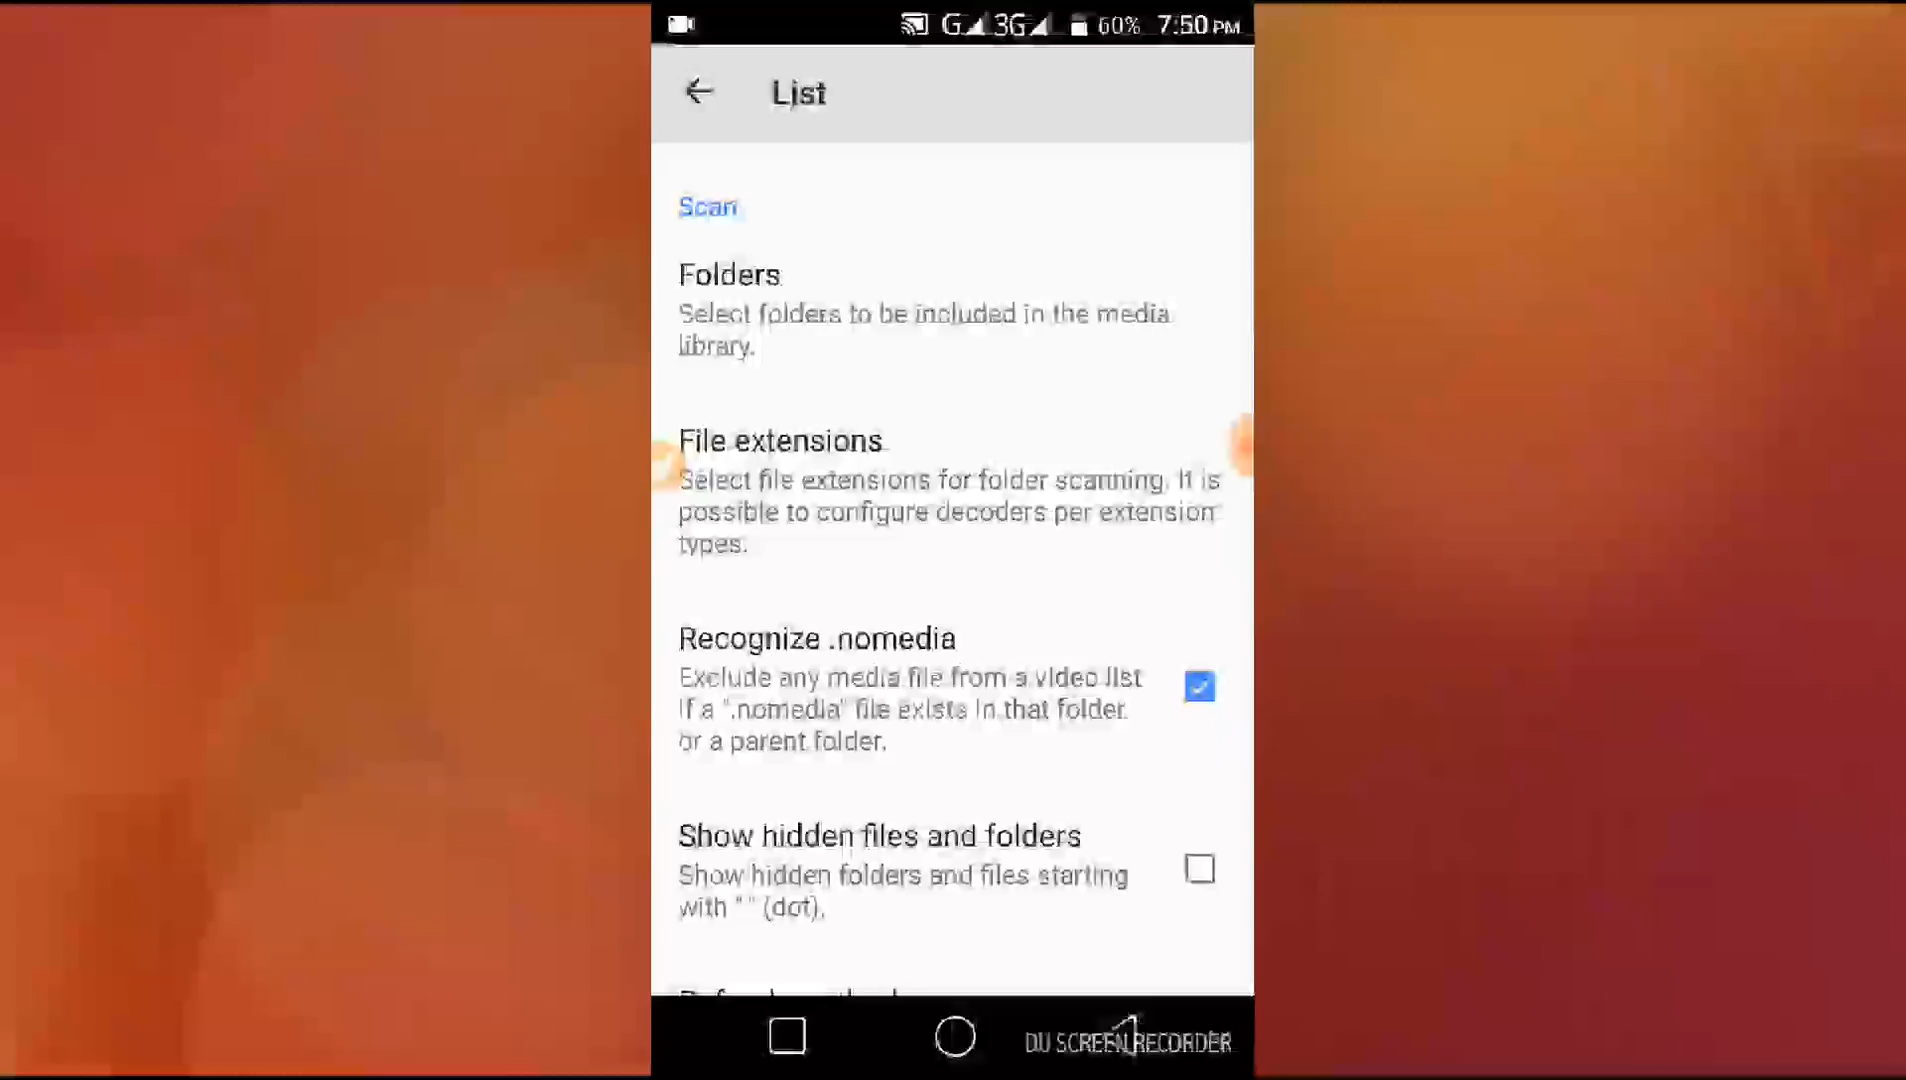 G 3G 60% 7:50 PM
List
Scan
Folders
Select folders to be included in the media
library.
File extensions
Select file extensions for folder scanning. It is
possible to configure decoders per extension
types.
Recognize .nomedia
Exclude any media file from a video list
if a ".nomedia" file exists in that folder
or a parent folder.
Show hidden files and folders
Show hidden folders and files starting
with " " (dot).
DU SCREEN RECORDER